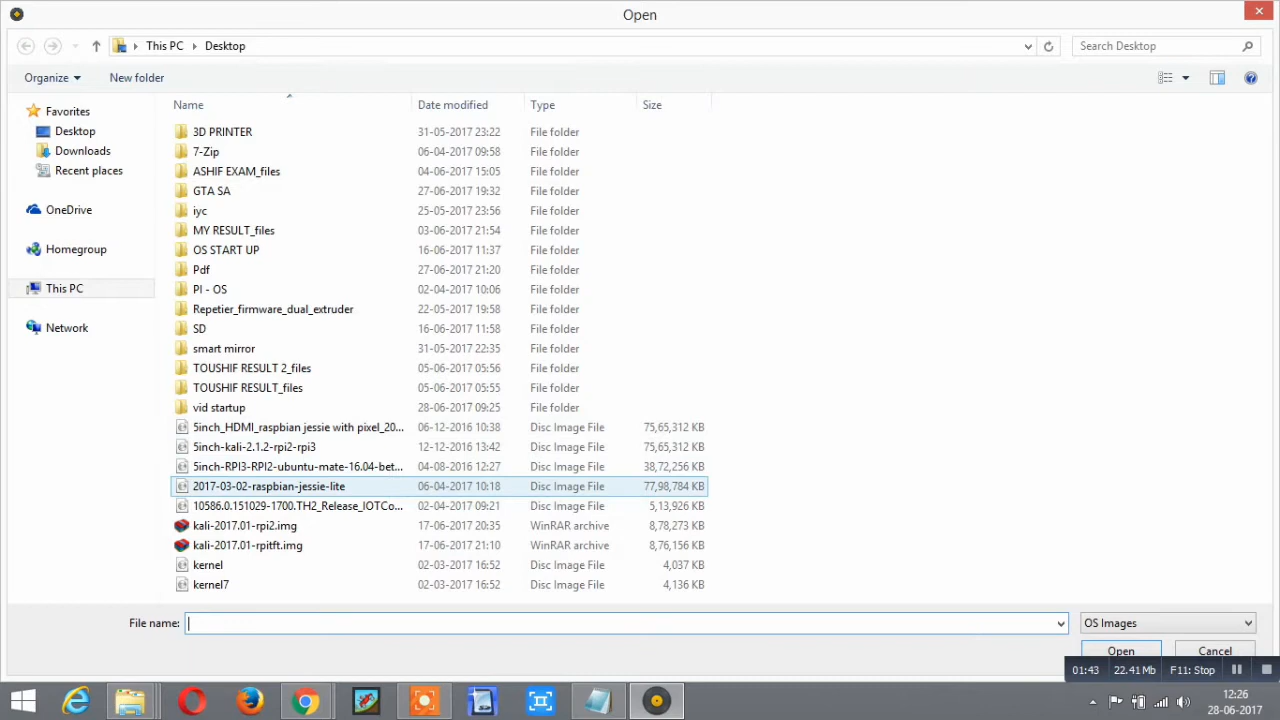 Open
This PC Desktop
Search Desktop
Organize New folder
Name Date modified Type Size
Favorites
Desktop
Downloads
Recent places
OneDrive
Homegroup
This PC
Network
3D PRINTER 31-05-2017 23:22 File folder
7-Zip 06-04-2017 09:58 File folder
ASHIF EXAM_files 04-06-2017 15:05 File folder
GTA SA 27-06-2017 19:32 File folder
iyc 25-05-2017 23:56 File folder
MY RESULT_files 03-06-2017 21:54 File folder
OS START UP 16-06-2017 11:37 File folder
Pdf 27-06-2017 21:20 File folder
PI - OS 02-04-2017 10:06 File folder
Repetier_firmware_dual_extruder 22-05-2017 19:58 File folder
SD 16-06-2017 11:58 File folder
smart mirror 31-05-2017 22:35 File folder
TOUSHIF RESULT 2_files 05-06-2017 05:56 File folder
TOUSHIF RESULT_files 05-06-2017 05:55 File folder
vid startup 28-06-2017 09:25 File folder
5inch_HDMI_raspbian jessie with pixel_20... 06-12-2016 10:38 Disc Image File 75,65,312 KB
5inch-kali-2.1.2-rpi2-rpi3 12-12-2016 13:42 Disc Image File 75,65,312 KB
5inch-RPI3-RPI2-ubuntu-mate-16.04-bet... 04-08-2016 12:27 Disc Image File 38,72,256 KB
2017-03-02-raspbian-jessie-lite 06-04-2017 10:18 Disc Image File 77,98,784 KB
10586.0.151029-1700.TH2_Release_IOTCo... 02-04-2017 09:21 Disc Image File 5,13,926 KB
kali-2017.01-rpi2.img 17-06-2017 20:35 WinRAR archive 8,78,273 KB
kali-2017.01-rpitft.img 17-06-2017 21:10 WinRAR archive 8,76,156 KB
kernel 02-03-2017 16:52 Disc Image File 4,037 KB
kernel7 02-03-2017 16:52 Disc Image File 4,136 KB
File name: OS Images
Open Cancel
01:43 22.41 Mb F11: Stop
12:26
28-06-2017